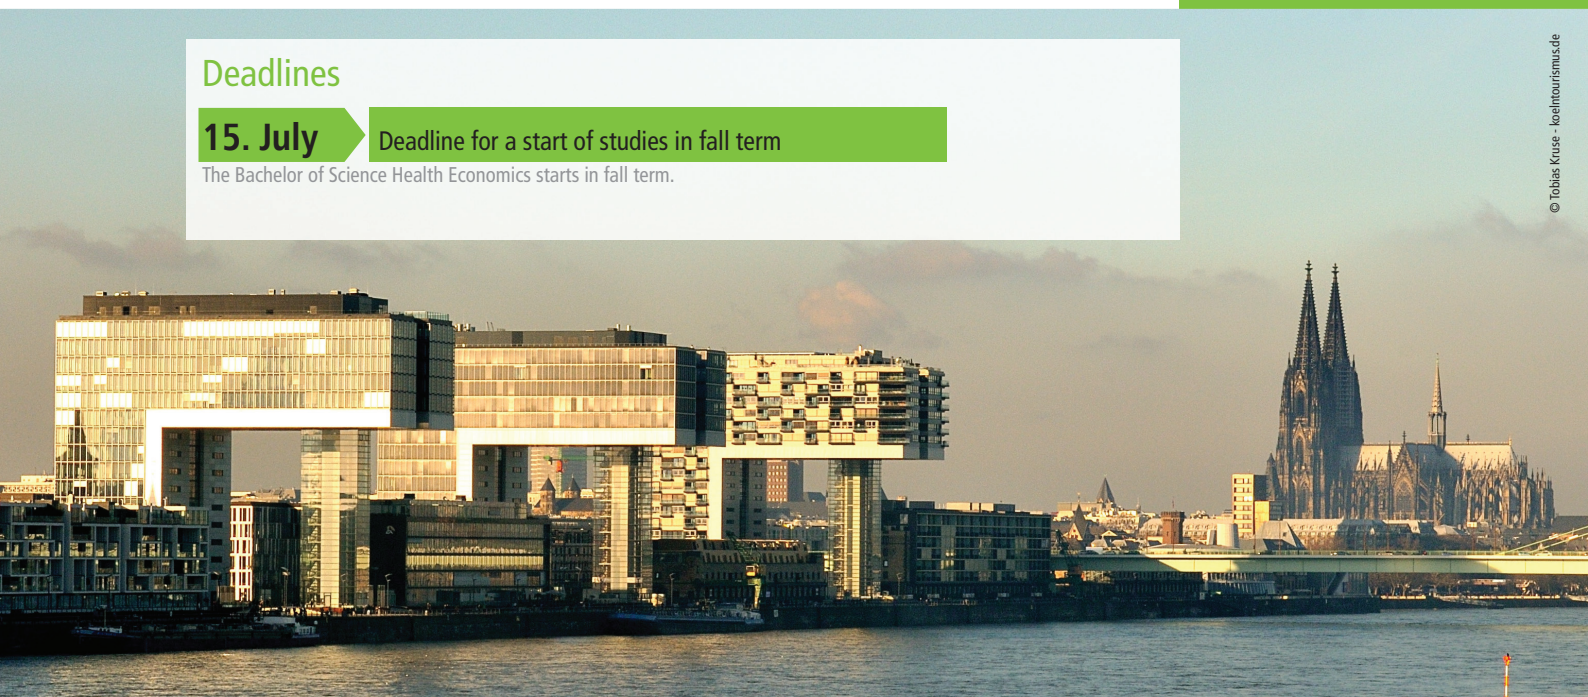 Deadlines
15. July
Deadline for a start of studies in fall term
The Bachelor of Science Health Economics starts in fall term.
© Tobias Kruse - koelntourismus.de